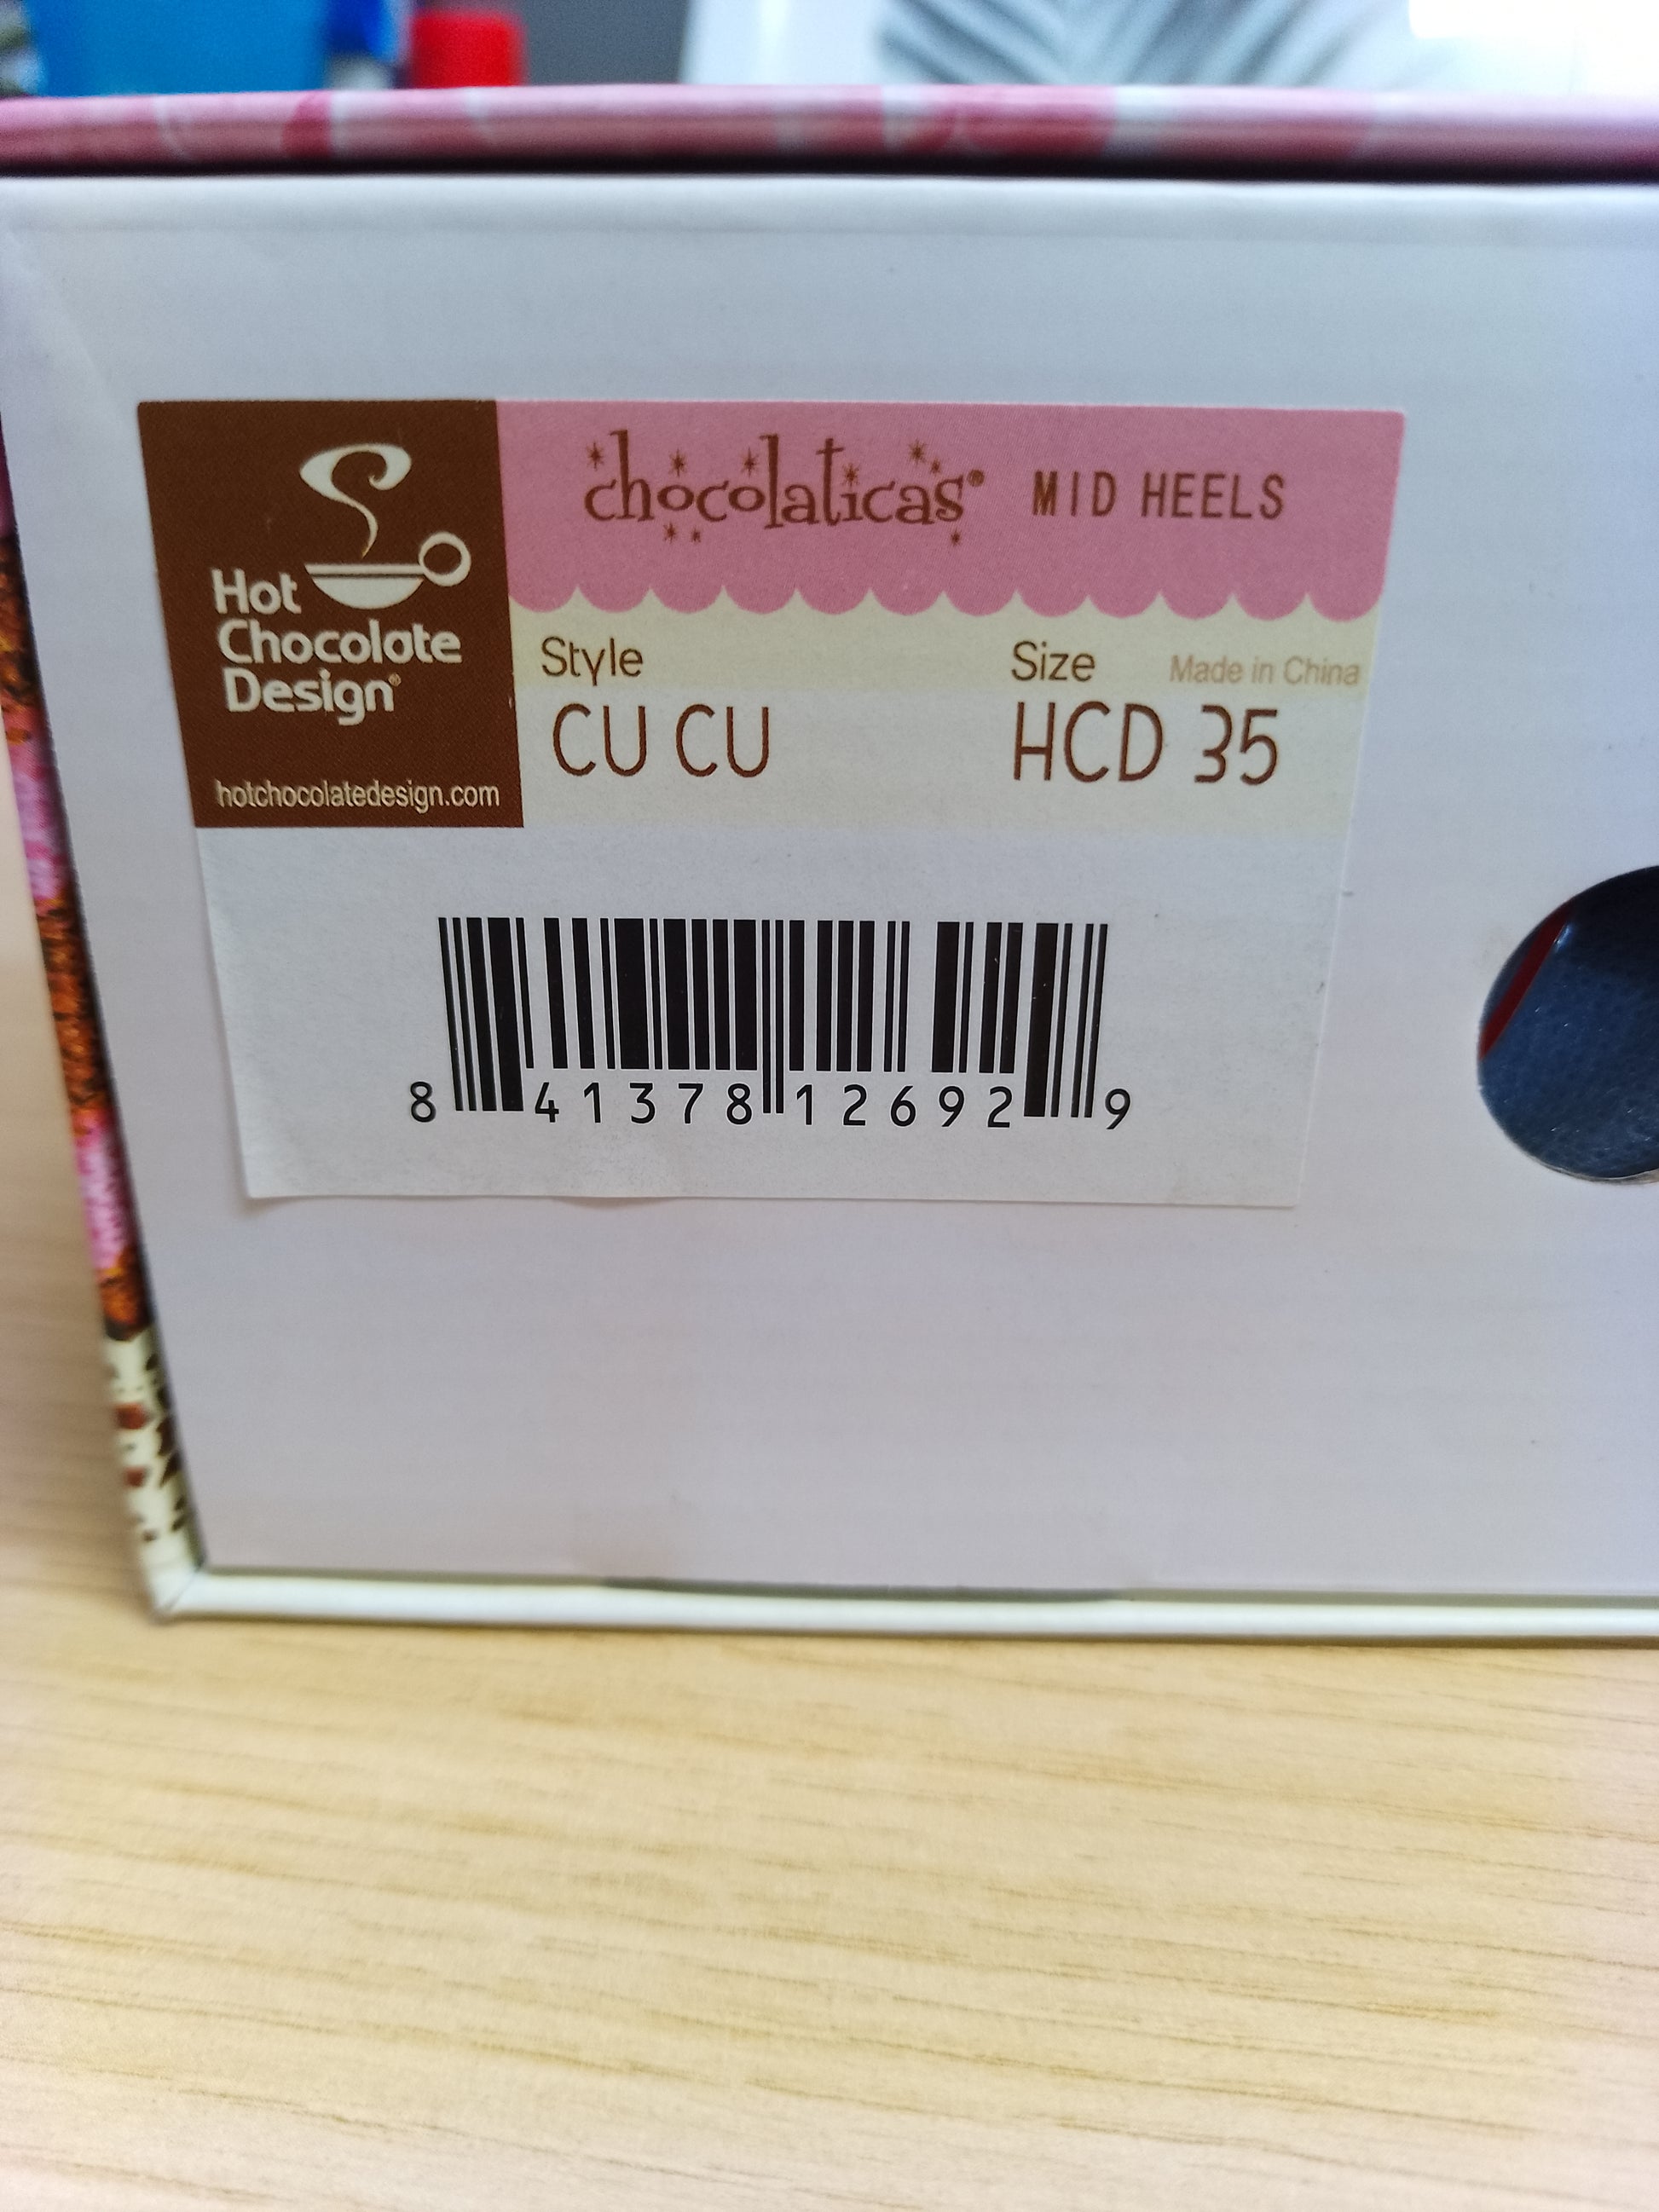 chocolaticas® MID HEELS
Hot
Chocolate
Design®
hotchocolatedesign.com
Style
CU CU
Size
Made in China
HCD 35
8 41378 12692 9